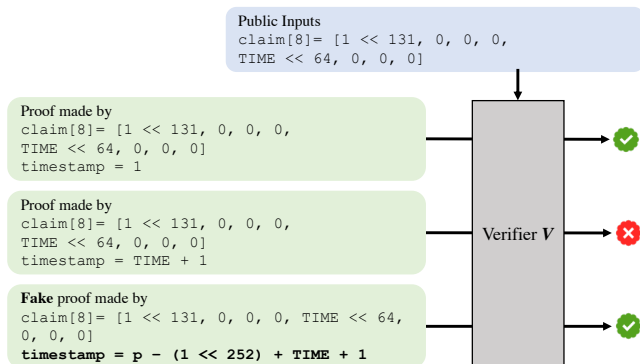 Public Inputs
claim[8]= [1 << 131, 0, 0, 0,
TIME << 64, 0, 0, 0]
Proof made by
claim[8]= [1 << 131, 0, 0, 0,
TIME << 64, 0, 0, 0]
timestamp = 1
Proof made by
claim[8]= [1 << 131, 0, 0, 0,
TIME << 64, 0, 0, 0]
timestamp = TIME + 1
Verifier V
Fake proof made by
claim[8]= [1 << 131, 0, 0, 0, TIME << 64,
0, 0, 0]
timestamp = p – (1 << 252) + TIME + 1